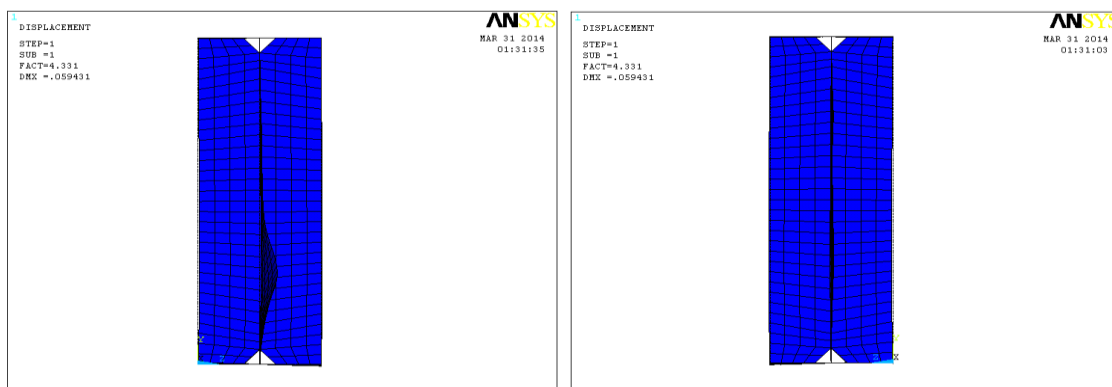 1
DISPLACEMENT
STEP=1
SUB =1
FACT=4.331
DMX =.059431
ANSYS
MAR 31 2014
01:31:35
Y
Z
1
DISPLACEMENT
STEP=1
SUB =1
FACT=4.331
DMX =.059431
ANSYS
MAR 31 2014
01:31:03
Y
Z X